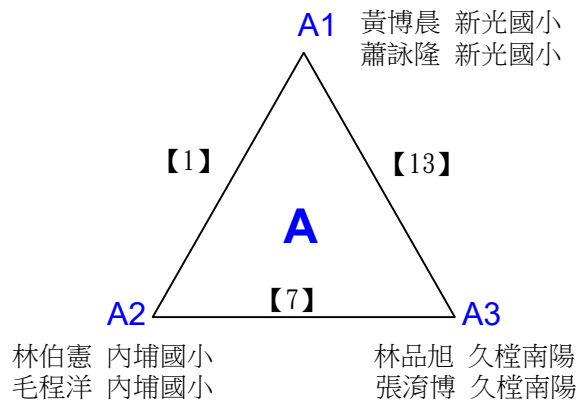 A1
黃博晨 新光國小
蕭詠隆 新光國小
【1】
【13】
A
【7】
A2
A3
林伯憲 內埔國小
毛程洋 內埔國小
林品旭 久樘南陽
張淯博 久樘南陽